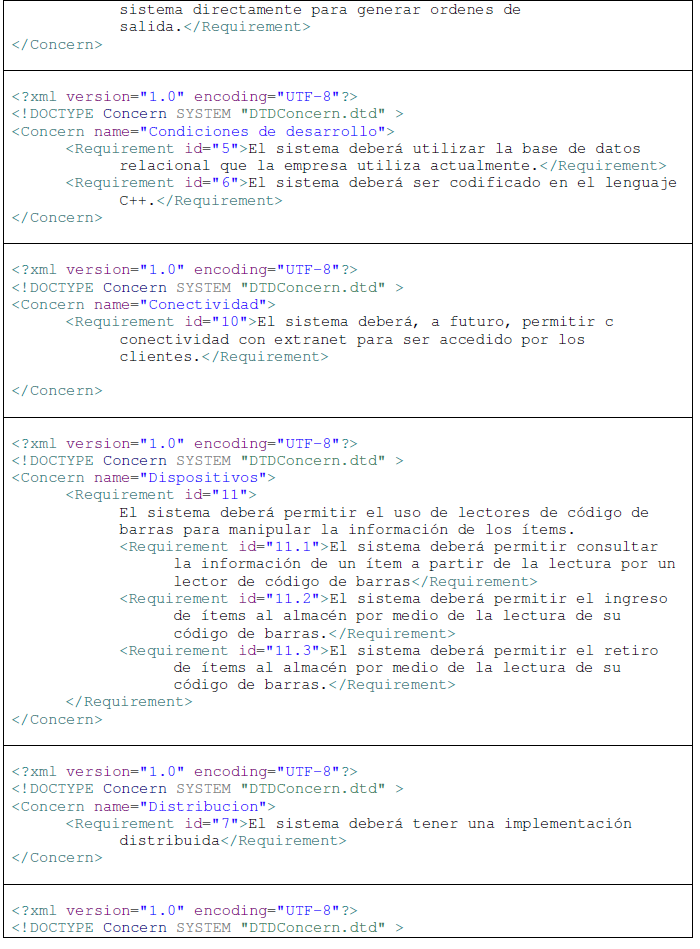 sistema directamente para generar ordenes de
salida.</Requirement>
</Concern>
<?xml version="1.0" encoding="UTF-8"?>
<!DOCTYPE Concern SYSTEM "DTDConcern.dtd" >
<Concern name="Condiciones de desarrollo">
<Requirement id="5">El sistema deberá utilizar la base de datos
relacional que la empresa utiliza actualmente.</Requirement>
<Requirement id="6">El sistema deberá ser codificado en el lenguaje
C++.</Requirement>
</Concern>
<?xml version="1.0" encoding="UTF-8"?>
<!DOCTYPE Concern SYSTEM "DTDConcern.dtd" >
<Concern name="Conectividad">
<Requirement id="10">El sistema deberá, a futuro, permitir c
conectividad con extranet para ser accedido por los
clientes.</Requirement>
</Concern>
<?xml version="1.0" encoding="UTF-8"?>
<!DOCTYPE Concern SYSTEM "DTDConcern.dtd" >
<Concern name="Dispositivos">
<Requirement id="11">
El sistema deberá permitir el uso de lectores de código de
barras para manipular la información de los ítems.
<Requirement id="11.1">El sistema deberá permitir consultar
la información de un ítem a partir de la lectura por un
lector de código de barras</Requirement>
<Requirement id="11.2">El sistema deberá permitir el ingreso
de ítems al almacén por medio de la lectura de su
código de barras.</Requirement>
<Requirement id="11.3">El sistema deberá permitir el retiro
de ítems al almacén por medio de la lectura de su
código de barras.</Requirement>
</Requirement>
</Concern>
<?xml version="1.0" encoding="UTF-8"?>
<!DOCTYPE Concern SYSTEM "DTDConcern.dtd" >
<Concern name="Distribucion">
<Requirement id="7">El sistema deberá tener una implementación
distribuida</Requirement>
</Concern>
<?xml version="1.0" encoding="UTF-8"?>
<!DOCTYPE Concern SYSTEM "DTDConcern.dtd" >